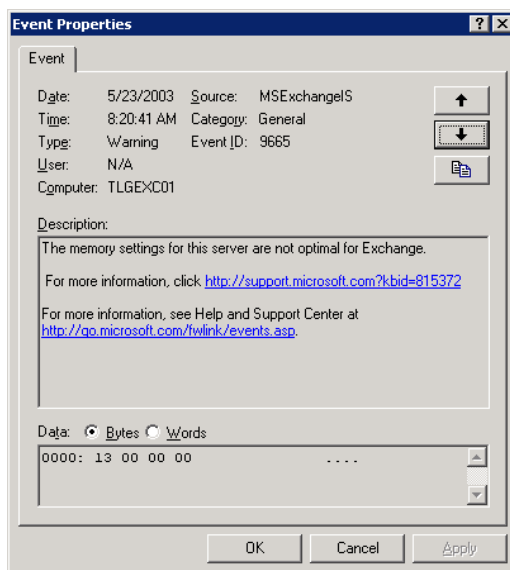 Event Properties
Event
Date: 5/23/2003 Source: MSExchangeIS
Time: 8:20:41 AM Category: General
Type: Warning Event ID: 9665
User: N/A
Computer: TLGEXC01
Description:
The memory settings for this server are not optimal for Exchange.
For more information, click http://support.microsoft.com?kbid=815372
For more information, see Help and Support Center at
http://go.microsoft.com/fwlink/events.asp.
Data: Bytes Words
0000: 13 00 00 00 ....
OK Cancel Apply